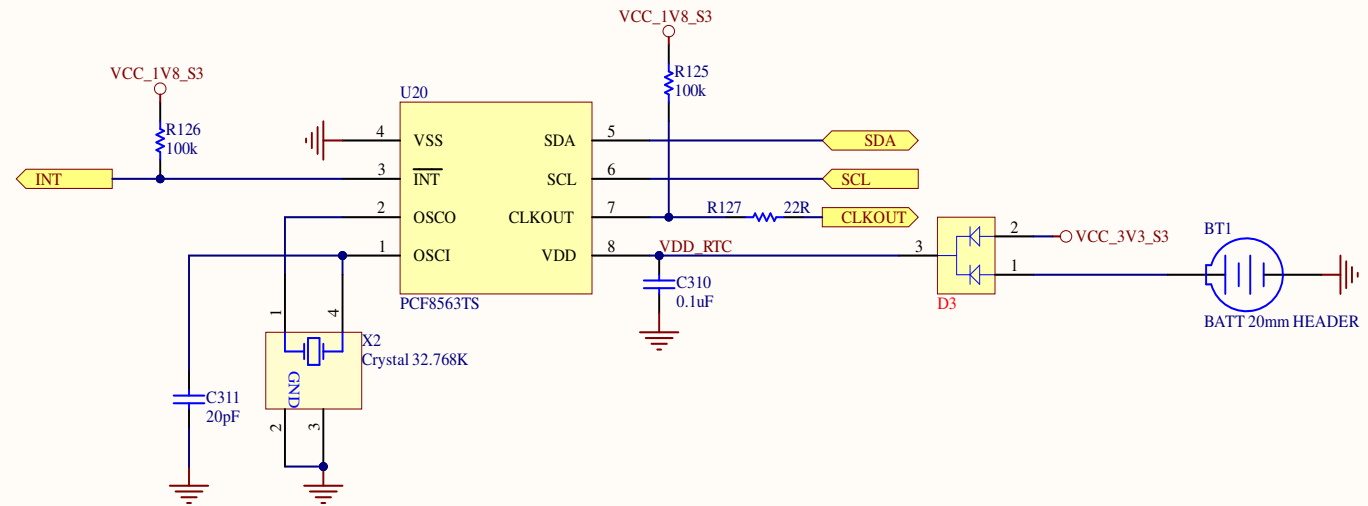 VCC_1V8_S3
VCC_1V8_S3
R125
100k
R126
100k
U20
4 VSS SDA 5 SDA
INT 3 INT SCL 6 SCL
2 OSCO CLKOUT 7 R127 22R CLKOUT
1 OSCI VDD 8 VDD_RTC
PCF8563TS
C310
0.1uF
3 2 VCC_3V3_S3
1
D3
BT1
BATT 20mm HEADER
1 4
X2
Crystal 32.768K
GND
2 3
C311
20pF